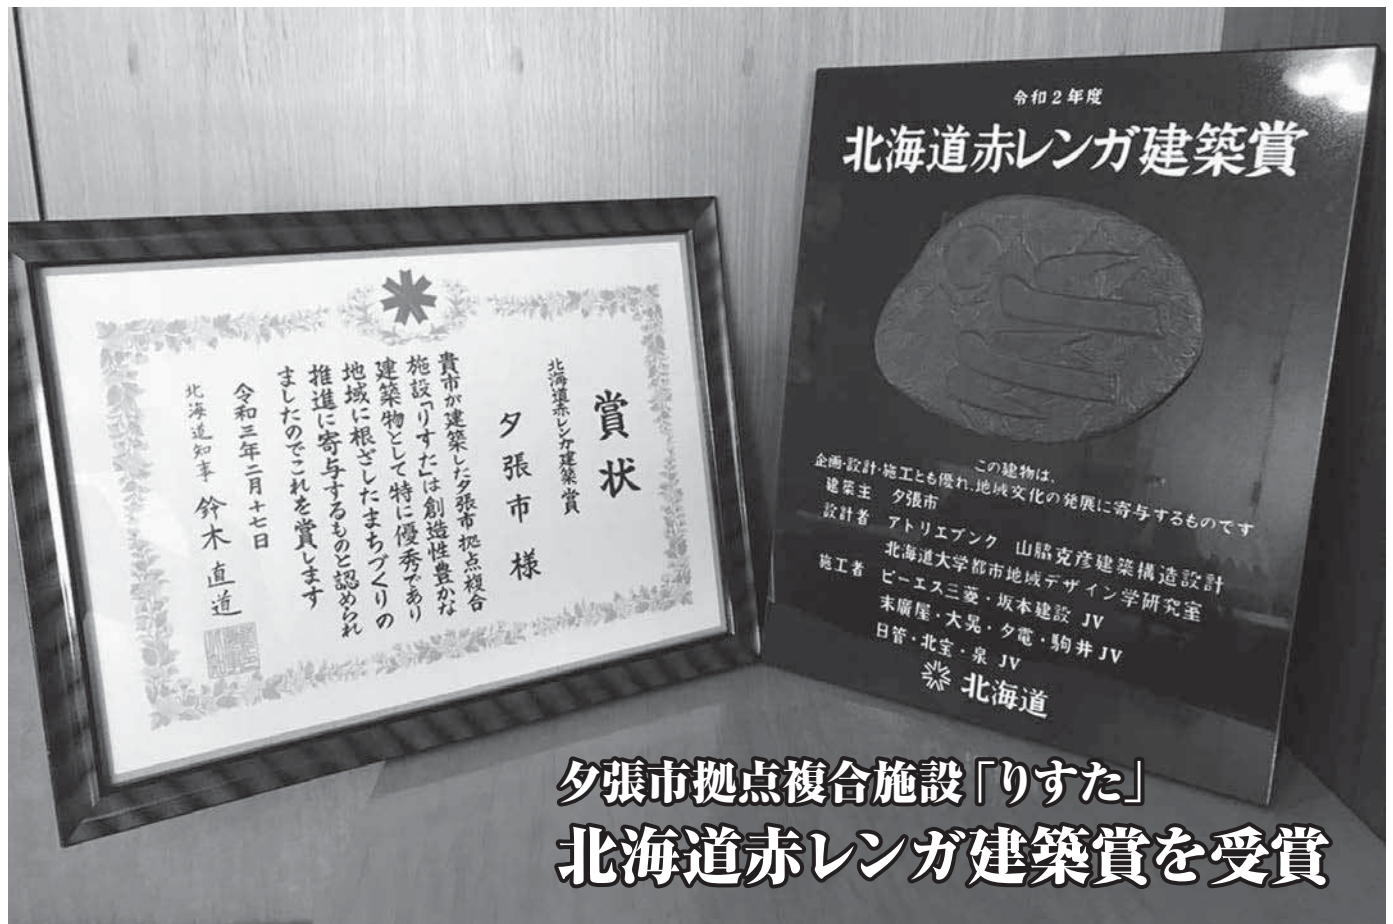 賞状
北海道赤レンガ建築賞
夕張市 様
貴市が建築した夕張市拠点複合
施設「りすた」は創造性豊かな
建築物として特に優秀であり
地域に根ざしたまちづくりの
推進に寄与するものと認められ
ましたのでこれを賞します
令和三年二月十七日
北海道知事 鈴木直道
令和2年度
北海道赤レンガ建築賞
この建物は、
企画・設計・施工とも優れ、地域文化の発展に寄与するものです
建築主 夕張市
設計者 アトリエブンク 山脇克彦建築構造設計
北海道大学都市地域デザイン学研究室
施工者 ピーエス三菱・坂本建設 JV
末廣屋・大晃・夕電・駒井JV
日管・北宝・泉 JV
北海道
夕張市拠点複合施設「りすた」
北海道赤レンガ建築賞を受賞